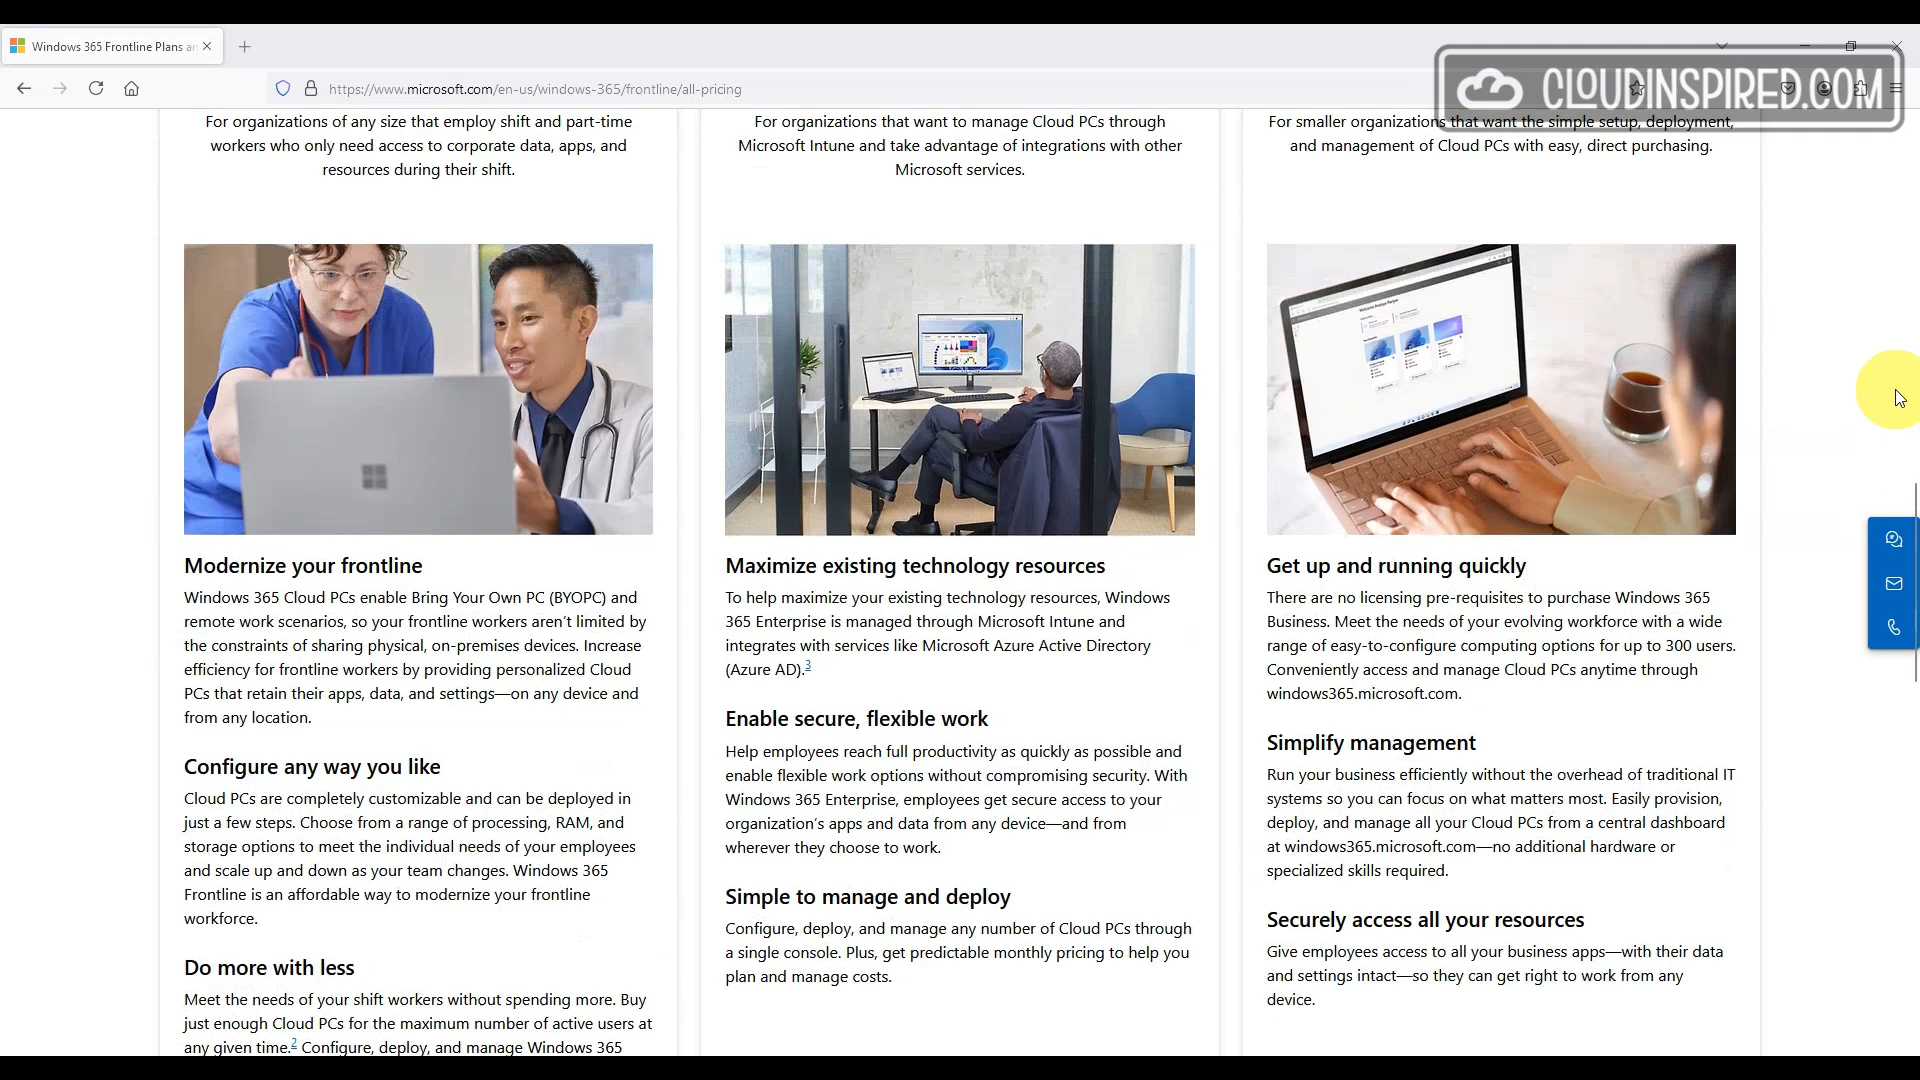 Windows 365 Frontline Plans an
https://www.microsoft.com/en-us/windows-365/frontline/all-pricing
CLOUDINSPIRED.COM
For organizations of any size that employ shift and part-time
workers who only need access to corporate data, apps, and
resources during their shift.
Modernize your frontline
Windows 365 Cloud PCs enable Bring Your Own PC (BYOPC) and
remote work scenarios, so your frontline workers aren't limited by
the constraints of sharing physical, on-premises devices. Increase
efficiency for frontline workers by providing personalized Cloud
PCs that retain their apps, data, and settings—on any device and
from any location.
Configure any way you like
Cloud PCs are completely customizable and can be deployed in
just a few steps. Choose from a range of processing, RAM, and
storage options to meet the individual needs of your employees
and scale up and down as your team changes. Windows 365
Frontline is an affordable way to modernize your frontline
workforce.
Do more with less
Meet the needs of your shift workers without spending more. Buy
just enough Cloud PCs for the maximum number of active users at
any given time.2 Configure, deploy, and manage Windows 365
For organizations that want to manage Cloud PCs through
Microsoft Intune and take advantage of integrations with other
Microsoft services.
Maximize existing technology resources
To help maximize your existing technology resources, Windows
365 Enterprise is managed through Microsoft Intune and
integrates with services like Microsoft Azure Active Directory
(Azure AD).3
Enable secure, flexible work
Help employees reach full productivity as quickly as possible and
enable flexible work options without compromising security. With
Windows 365 Enterprise, employees get secure access to your
organization's apps and data from any device—and from
wherever they choose to work.
Simple to manage and deploy
Configure, deploy, and manage any number of Cloud PCs through
a single console. Plus, get predictable monthly pricing to help you
plan and manage costs.
For smaller organizations that want the simple setup, deployment,
and management of Cloud PCs with easy, direct purchasing.
Get up and running quickly
There are no licensing pre-requisites to purchase Windows 365
Business. Meet the needs of your evolving workforce with a wide
range of easy-to-configure computing options for up to 300 users.
Conveniently access and manage Cloud PCs anytime through
windows365.microsoft.com.
Simplify management
Run your business efficiently without the overhead of traditional IT
systems so you can focus on what matters most. Easily provision,
deploy, and manage all your Cloud PCs from a central dashboard
at windows365.microsoft.com—no additional hardware or
specialized skills required.
Securely access all your resources
Give employees access to all your business apps—with their data
and settings intact—so they can get right to work from any
device.